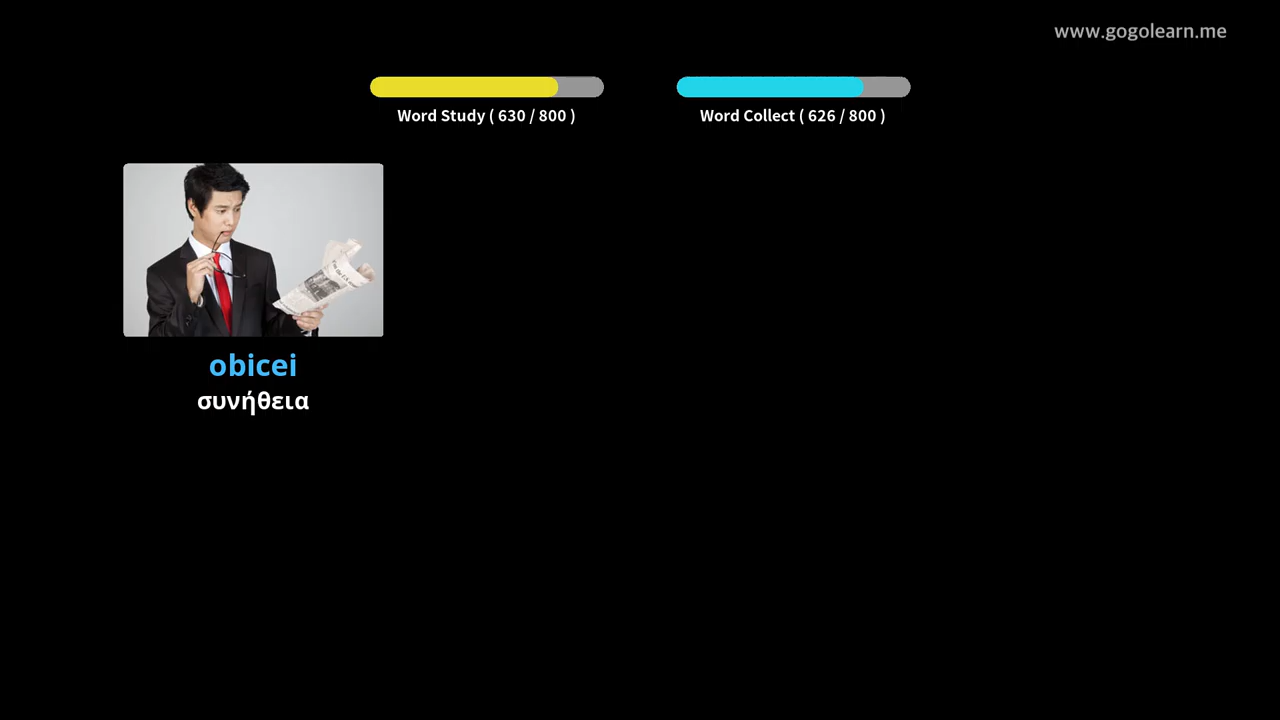 www.gogolearn.me
Word Study ( 630 / 800 )
Word Collect ( 626 / 800 )
obicei
συνήθεια